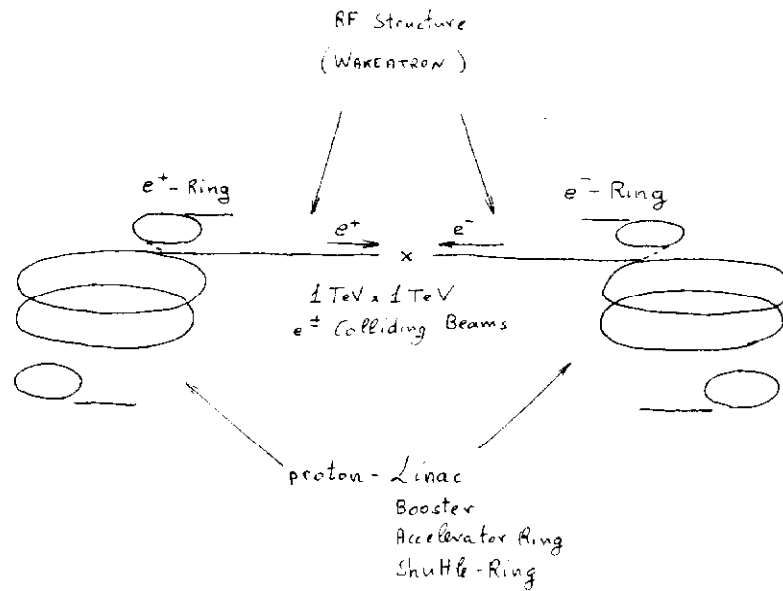 RF Structure
(WAKEATRON)
e⁺-Ring
e⁻-Ring
e⁺
e⁻
x
1 TeV x 1 TeV
e± Colliding Beams
proton-Linac
Booster
Accelerator Ring
Shuttle-Ring